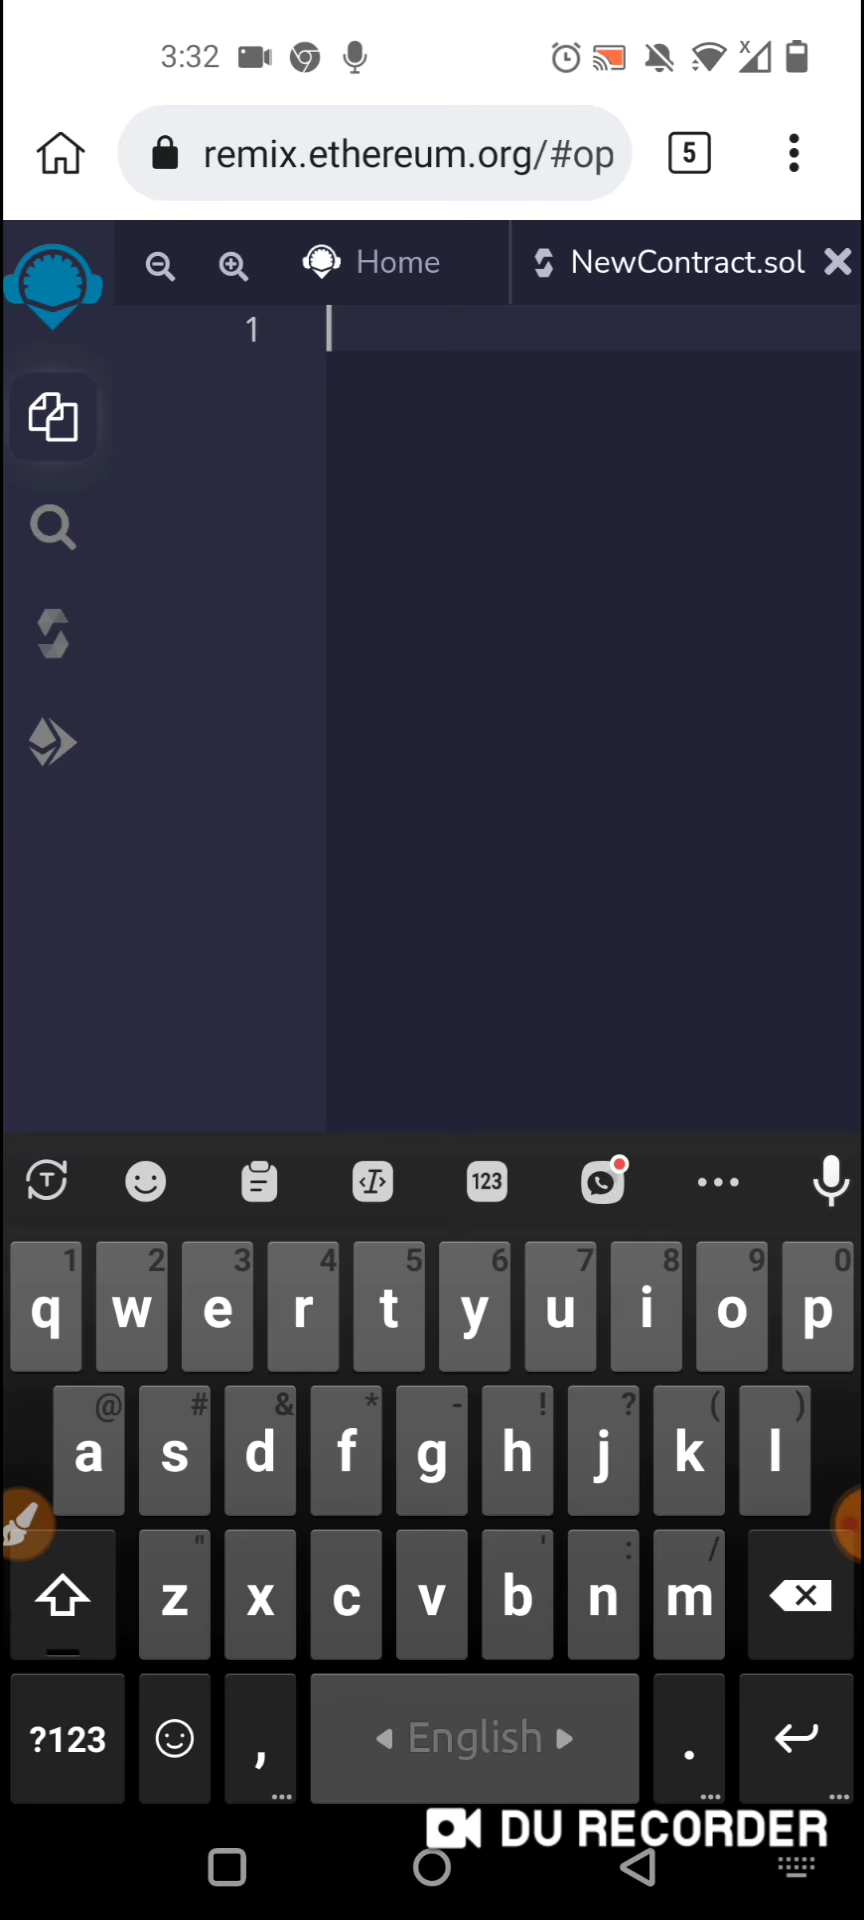 3:32
remix.ethereum.org/#op
5
Home
NewContract.sol
1
123
1 2 3 4 5 6 7 8 9 0
q w e r t y u i o p
@ # & * - ! ? ( )
a s d f g h j k l
" ' : /
z x c v b n m
?123 , English .
DU RECORDER